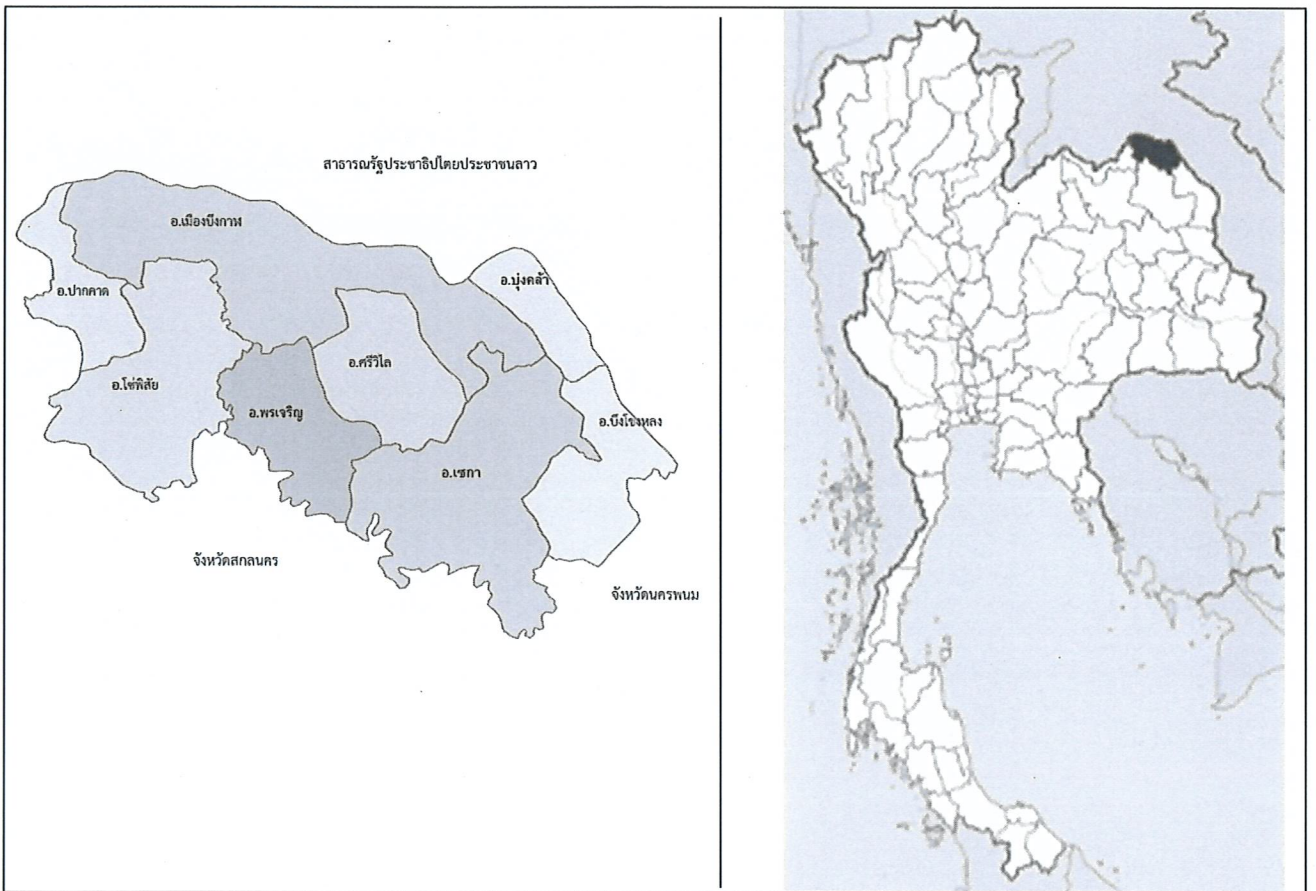 สาธารณรัฐประชาธิปไตยประชาชนลาว
อ.เมืองบึงกาฬ
อ.บุ่งคล้า
อ.ปากคาด
อ.ศรีวิไล
อ.โซ่พิสัย
อ.พรเจริญ
อ.บึงโขงหลง
อ.เซกา
จังหวัดสกลนคร
จังหวัดนครพนม